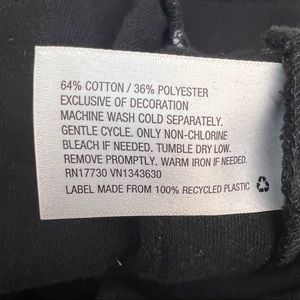 64% COTTON / 36% POLYESTER
EXCLUSIVE OF DECORATION
MACHINE WASH COLD SEPARATELY.
GENTLE CYCLE. ONLY NON-CHLORINE
BLEACH IF NEEDED. TUMBLE DRY LOW.
REMOVE PROMPTLY. WARM IRON IF NEEDED.
RN17730 VN1343630
LABEL MADE FROM 100% RECYCLED PLASTIC